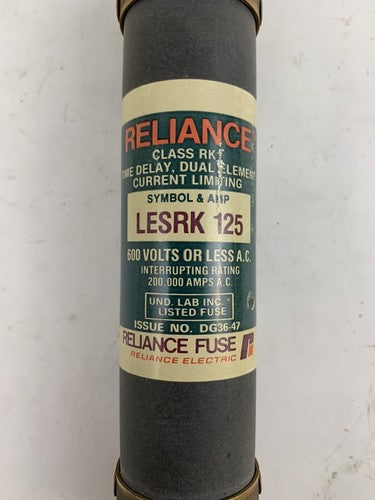 RELIANCE
CLASS RK1
TIME DELAY, DUAL ELEMENT
CURRENT LIMITING
SYMBOL & AMP
LESRK 125
600 VOLTS OR LESS A.C.
INTERRUPTING RATING
200,000 AMPS A.C.
UND. LAB INC.
LISTED FUSE
ISSUE NO. DG36-47
RELIANCE FUSE
RELIANCE ELECTRIC